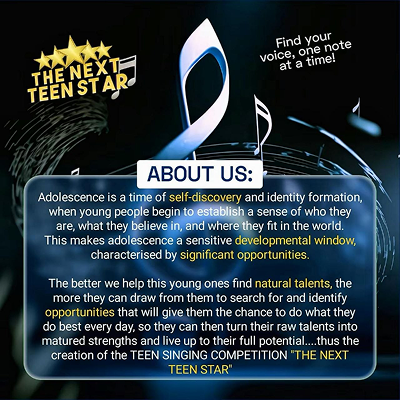 THE NEXT
TEEN STAR
Find your
voice, one note
at a time!
ABOUT US:
Adolescence is a time of self-discovery and identity formation,
when young people begin to establish a sense of who they
are, what they believe in, and where they fit in the world.
This makes adolescence a sensitive developmental window,
characterised by significant opportunities.
The better we help this young ones find natural talents, the
more they can draw from them to search for and identify
opportunities that will give them the chance to do what they
do best every day, so they can then turn their raw talents into
matured strengths and live up to their full potential....thus the
creation of the TEEN SINGING COMPETITION "THE NEXT
TEEN STAR"